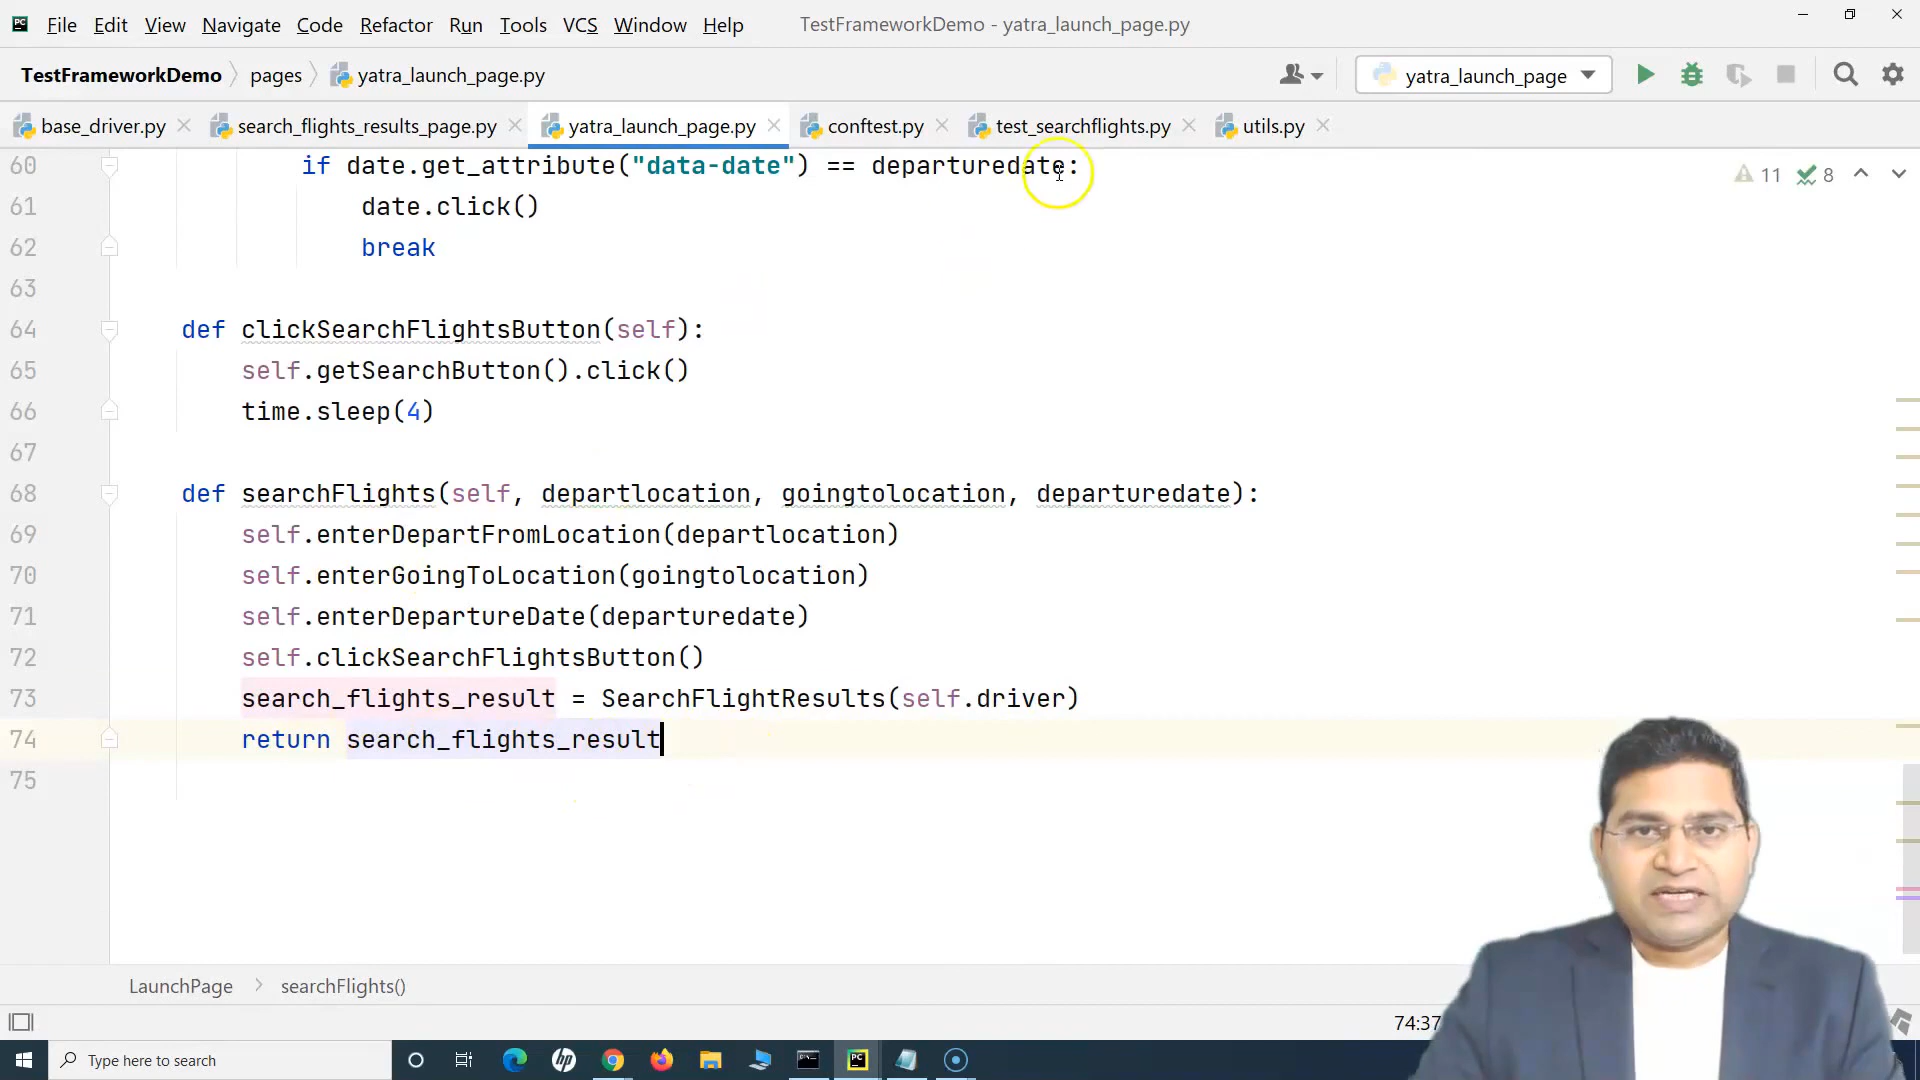 File Edit View Navigate Code Refactor Run Tools VCS Window Help TestFrameworkDemo - yatra_launch_page.py
TestFrameworkDemo pages yatra_launch_page.py yatra_launch_page
base_driver.py search_flights_results_page.py yatra_launch_page.py conftest.py test_searchflights.py utils.py
60 if date.get_attribute("data-date") == departuredate:
11 8
61 date.click()
62 break
63
64 def clickSearchFlightsButton(self):
65 self.getSearchButton().click()
66 time.sleep(4)
67
68 def searchFlights(self, departlocation, goingtolocation, departuredate):
69 self.enterDepartFromLocation(departlocation)
70 self.enterGoingToLocation(goingtolocation)
71 self.enterDepartureDate(departuredate)
72 self.clickSearchFlightsButton()
73 search_flights_result = SearchFlightResults(self.driver)
74 return search_flights_result
75
LaunchPage searchFlights()
74:37
Type here to search